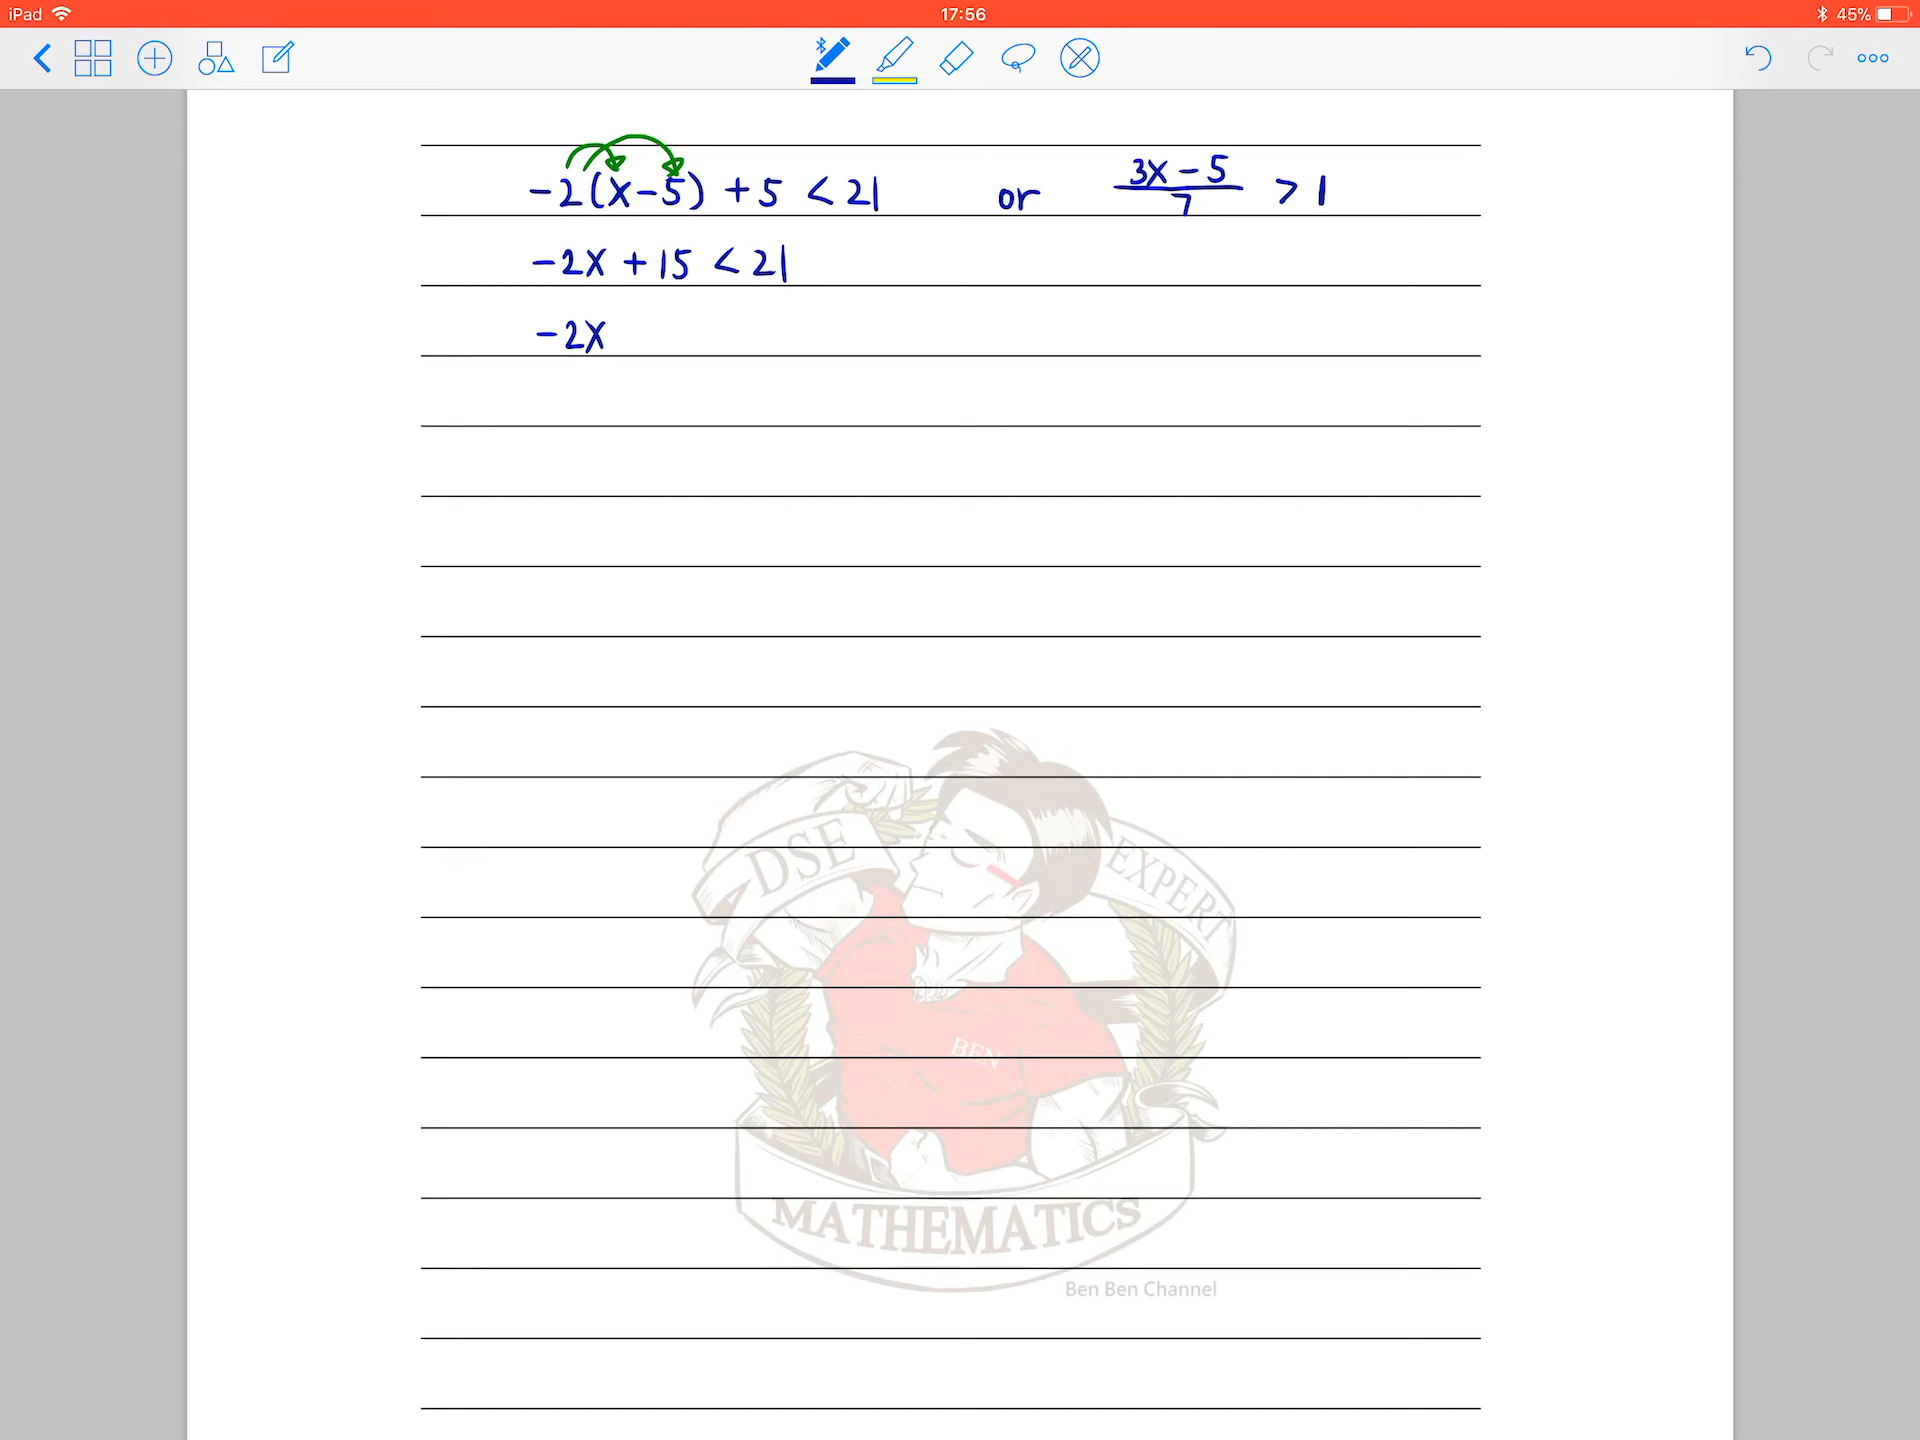 iPad 17:56 45%
-2(x-5) + 5 < 21 or \frac{3x-5}{7} > 1
-2x + 15 < 21
-2x
DSE EXPERT
BEN
MATHEMATICS
Ben Ben Channel